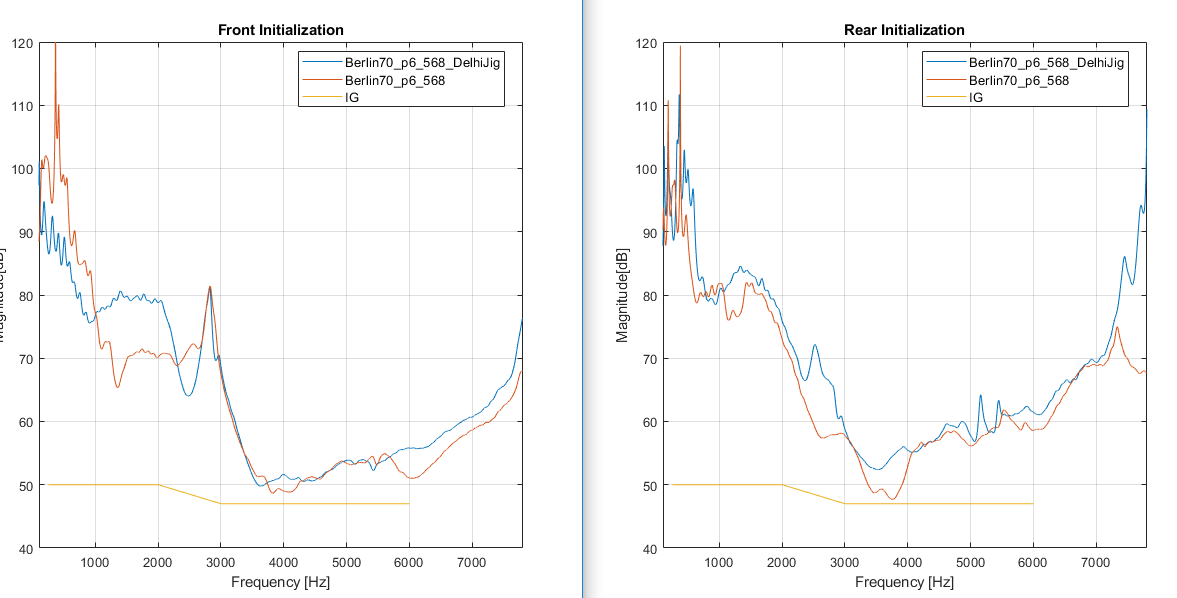 Front Initialization
120
110
100
90
80
70
60
50
40
1000
2000
3000
4000
5000
6000
7000
Frequency [Hz]
Magnitude[dB]
Berlin70_p6_568_DelhiJig
Berlin70_p6_568
IG
Rear Initialization
120
110
100
90
80
70
60
50
40
1000
2000
3000
4000
5000
6000
7000
Frequency [Hz]
Magnitude[dB]
Berlin70_p6_568_DelhiJig
Berlin70_p6_568
IG